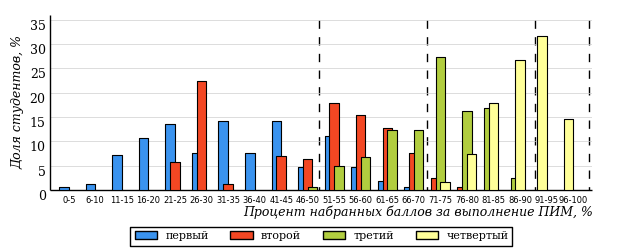 Доля студентов, %
35
30
25
20
15
10
5
0
0-5 6-10 11-15 16-20 21-25 26-30 31-35 36-40 41-45 46-50 51-55 56-60 61-65 66-70 71-75 76-80 81-85 86-90 91-95 96-100
Процент набранных баллов за выполнение ПИМ, %
первый второй третий четвертый